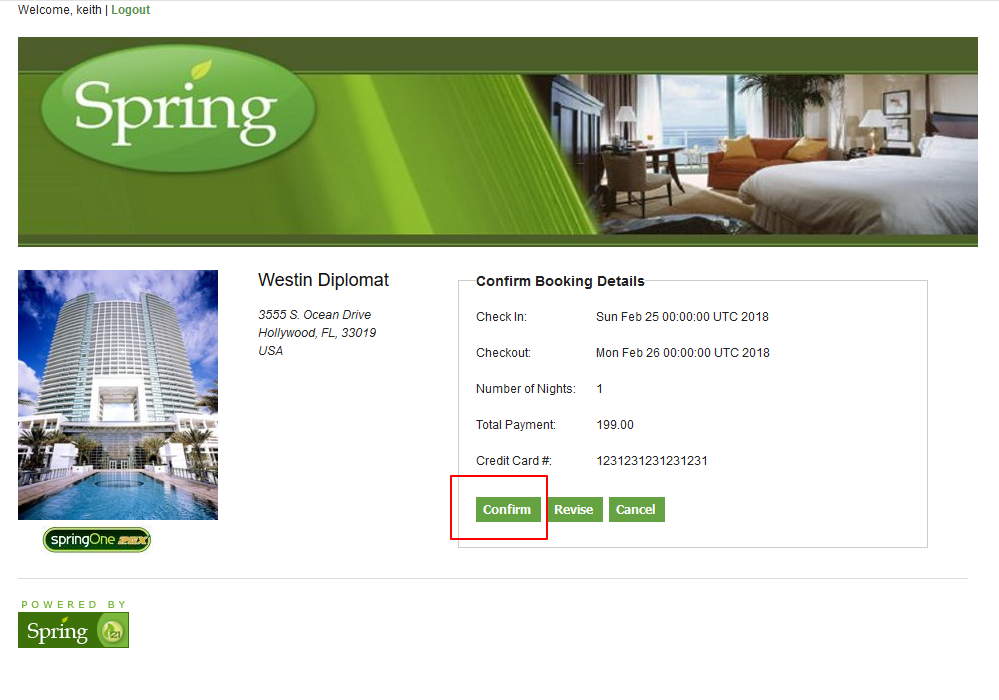 Welcome, keith | Logout
Spring
Westin Diplomat
3555 S. Ocean Drive
Hollywood, FL, 33019
USA
Confirm Booking Details
Check In: Sun Feb 25 00:00:00 UTC 2018
Checkout: Mon Feb 26 00:00:00 UTC 2018
Number of Nights: 1
Total Payment: 199.00
Credit Card #: 1231231231231231
Confirm Revise Cancel
springOne 2GX
POWERED BY
Spring